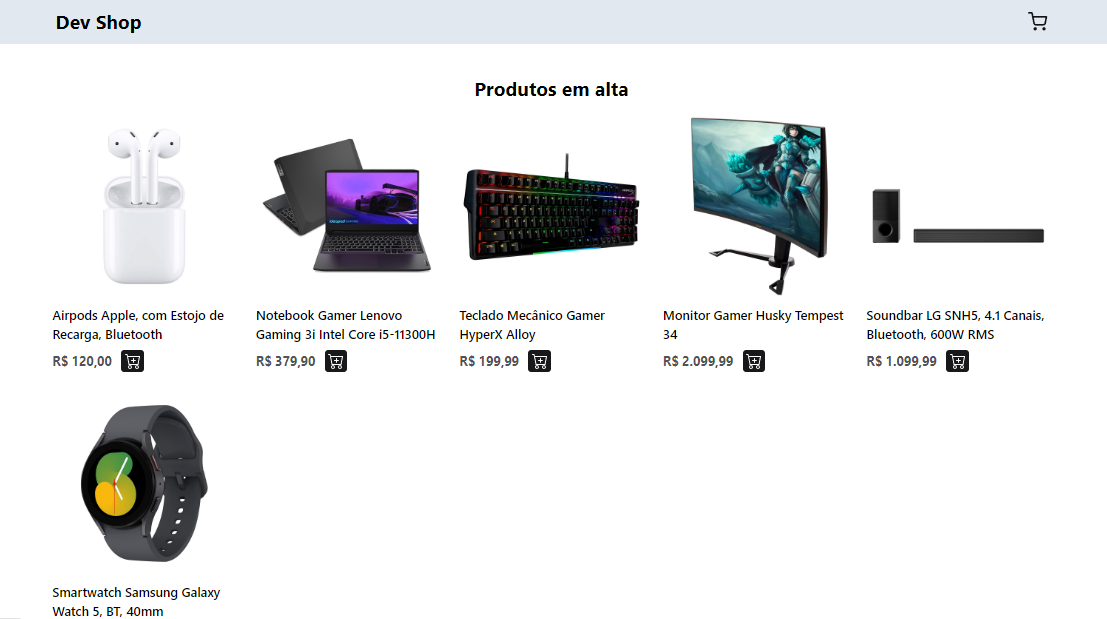 Dev Shop
Produtos em alta
Airpods Apple, com Estojo de
Recarga, Bluetooth
R$ 120,00
Notebook Gamer Lenovo
Gaming 3i Intel Core i5-11300H
R$ 379,90
Teclado Mecânico Gamer
HyperX Alloy
R$ 199,99
Monitor Gamer Husky Tempest
34
R$ 2.099,99
Soundbar LG SNH5, 4.1 Canais,
Bluetooth, 600W RMS
R$ 1.099,99
Smartwatch Samsung Galaxy
Watch 5, BT, 40mm